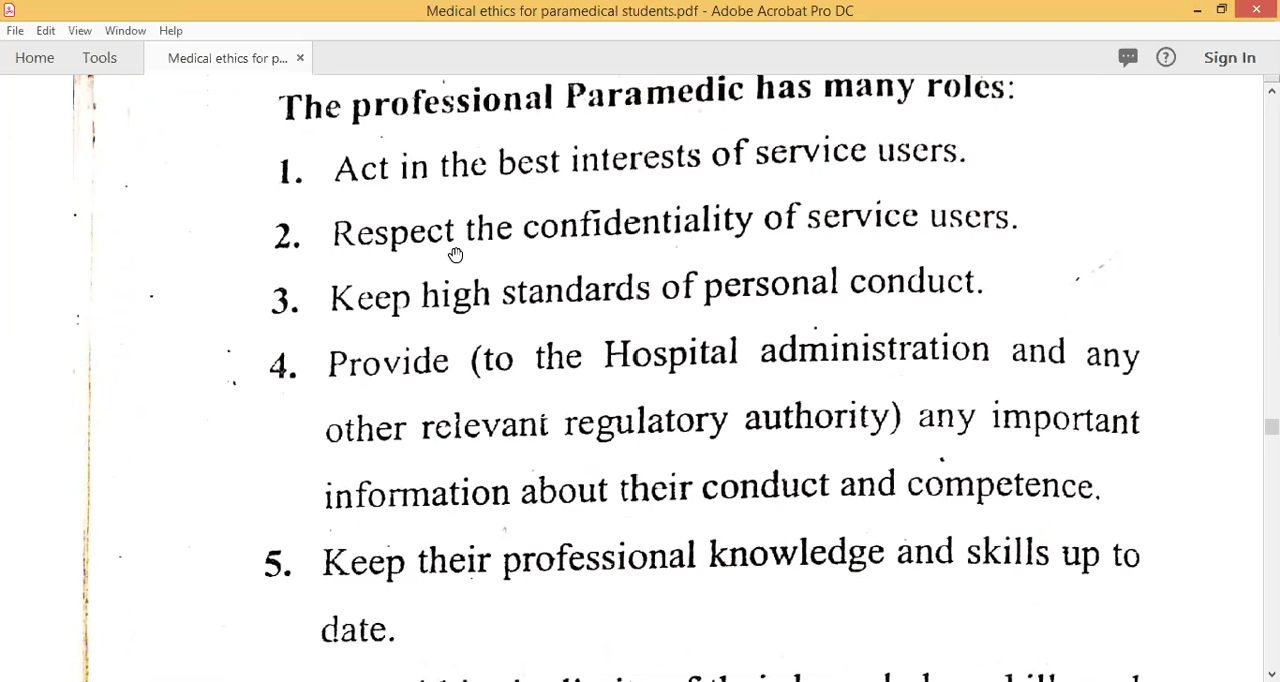 Medical ethics for paramedical students.pdf - Adobe Acrobat Pro DC
File Edit View Window Help
Home Tools Medical ethics for p... × Sign In
The professional Paramedic has many roles:
1. Act in the best interests of service users.
2. Respect the confidentiality of service users.
3. Keep high standards of personal conduct.
4. Provide (to the Hospital administration and any
other relevant regulatory authority) any important
information about their conduct and competence.
5. Keep their professional knowledge and skills up to
date.